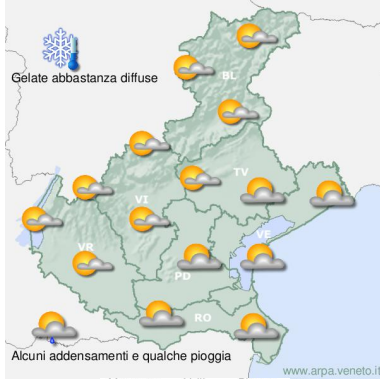 BL
Gelate abbastanza diffuse
TV
VI
VE
VR
PD
RO
Alcuni addensamenti e qualche pioggia
www.arpa.veneto.it